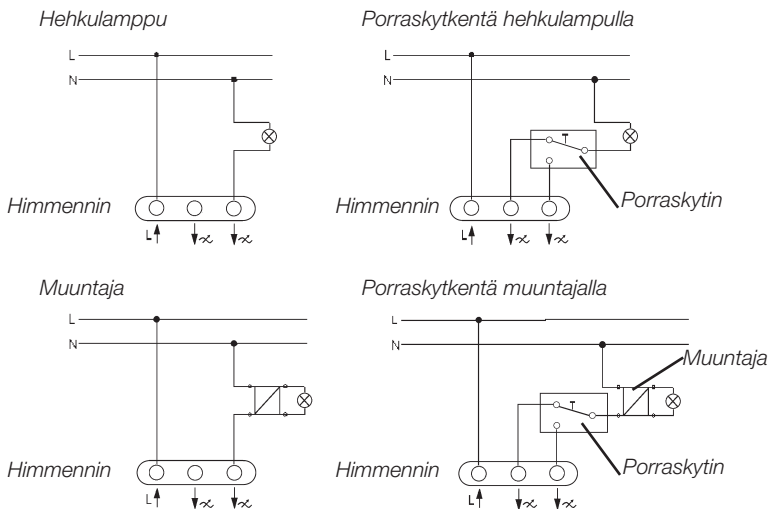 Hehkulamppu
L
N
Himmennin
L
Porraskytkentä hehkulampulla
L
N
Porraskytin
Himmennin
L
Muuntaja
L
N
Himmennin
L
Porraskytkentä muuntajalla
L
N
Muuntaja
Porraskytin
Himmennin
L